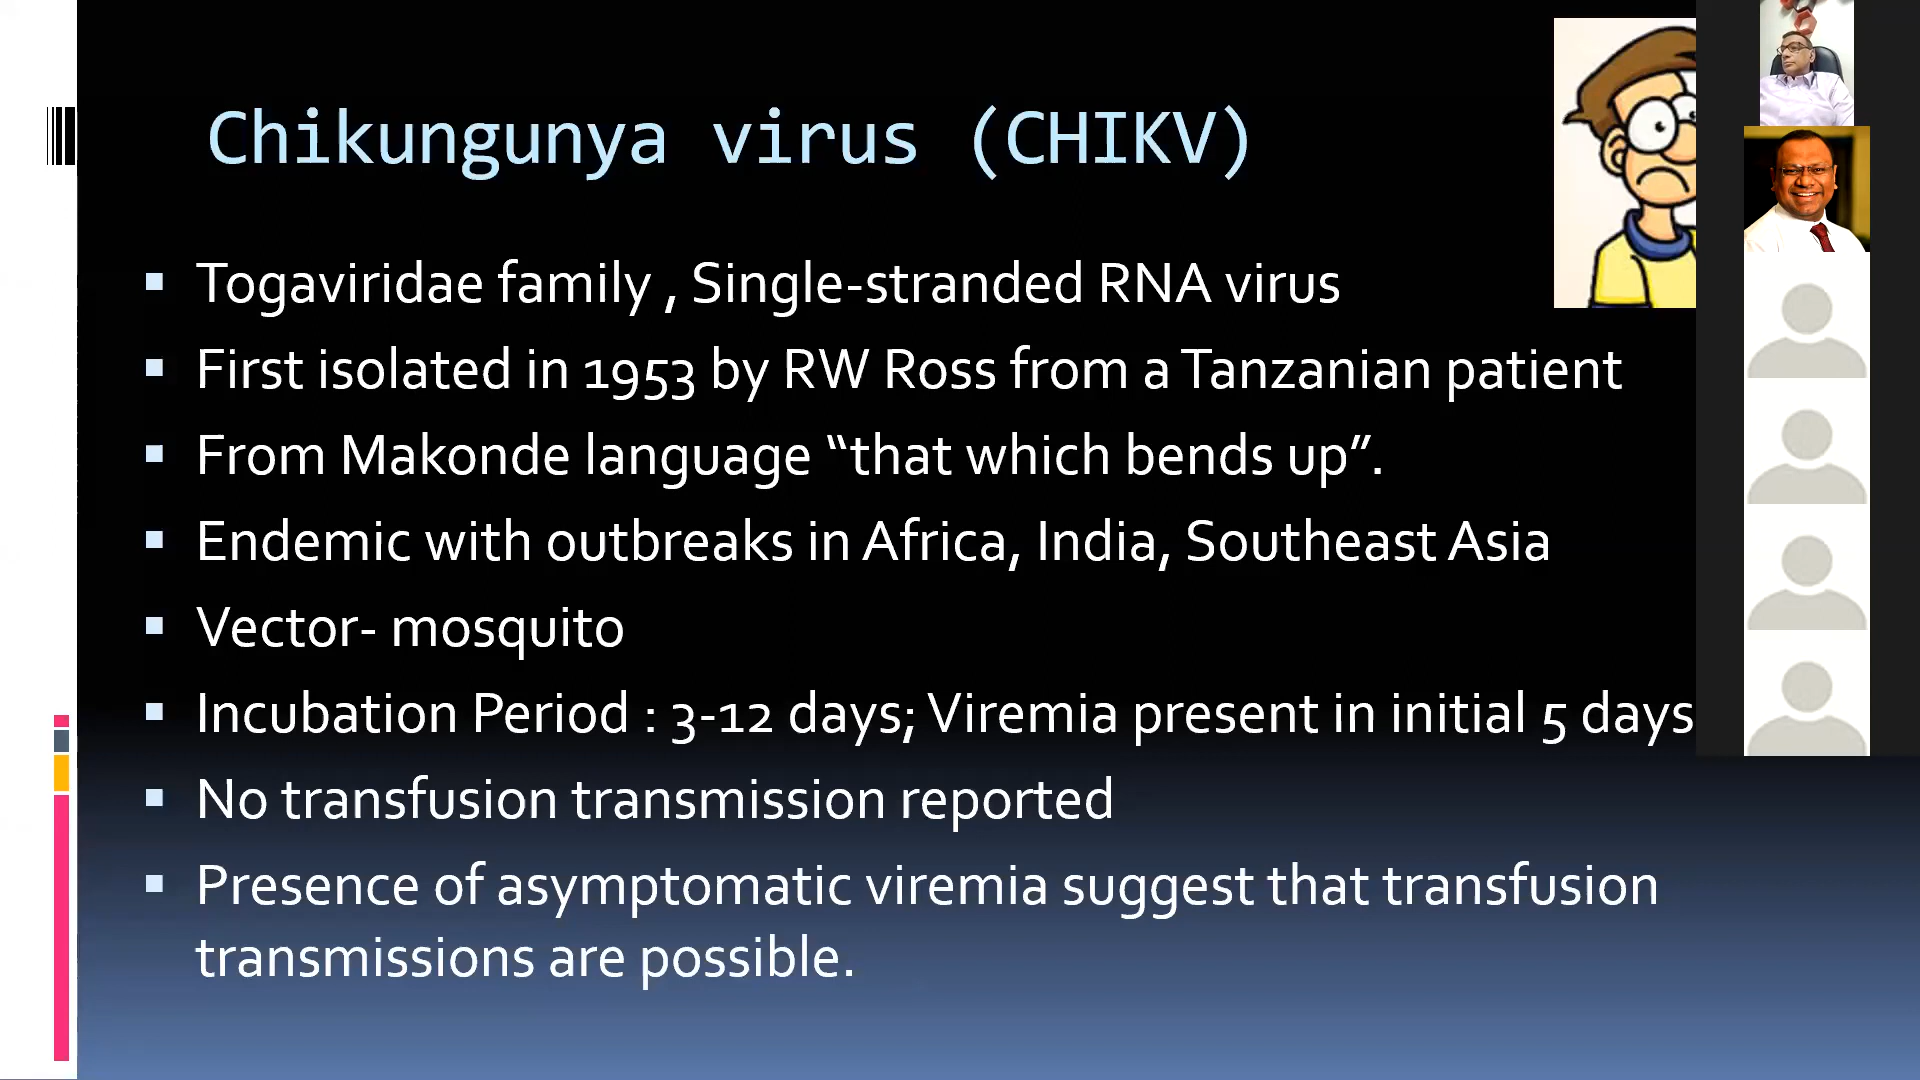 Chikungunya virus (CHIKV)
Togaviridae family , Single-stranded RNA virus
First isolated in 1953 by RW Ross from a Tanzanian patient
From Makonde language “that which bends up”.
Endemic with outbreaks in Africa, India, Southeast Asia
Vector- mosquito
Incubation Period : 3-12 days; Viremia present in initial 5 days
No transfusion transmission reported
Presence of asymptomatic viremia suggest that transfusion
transmissions are possible.